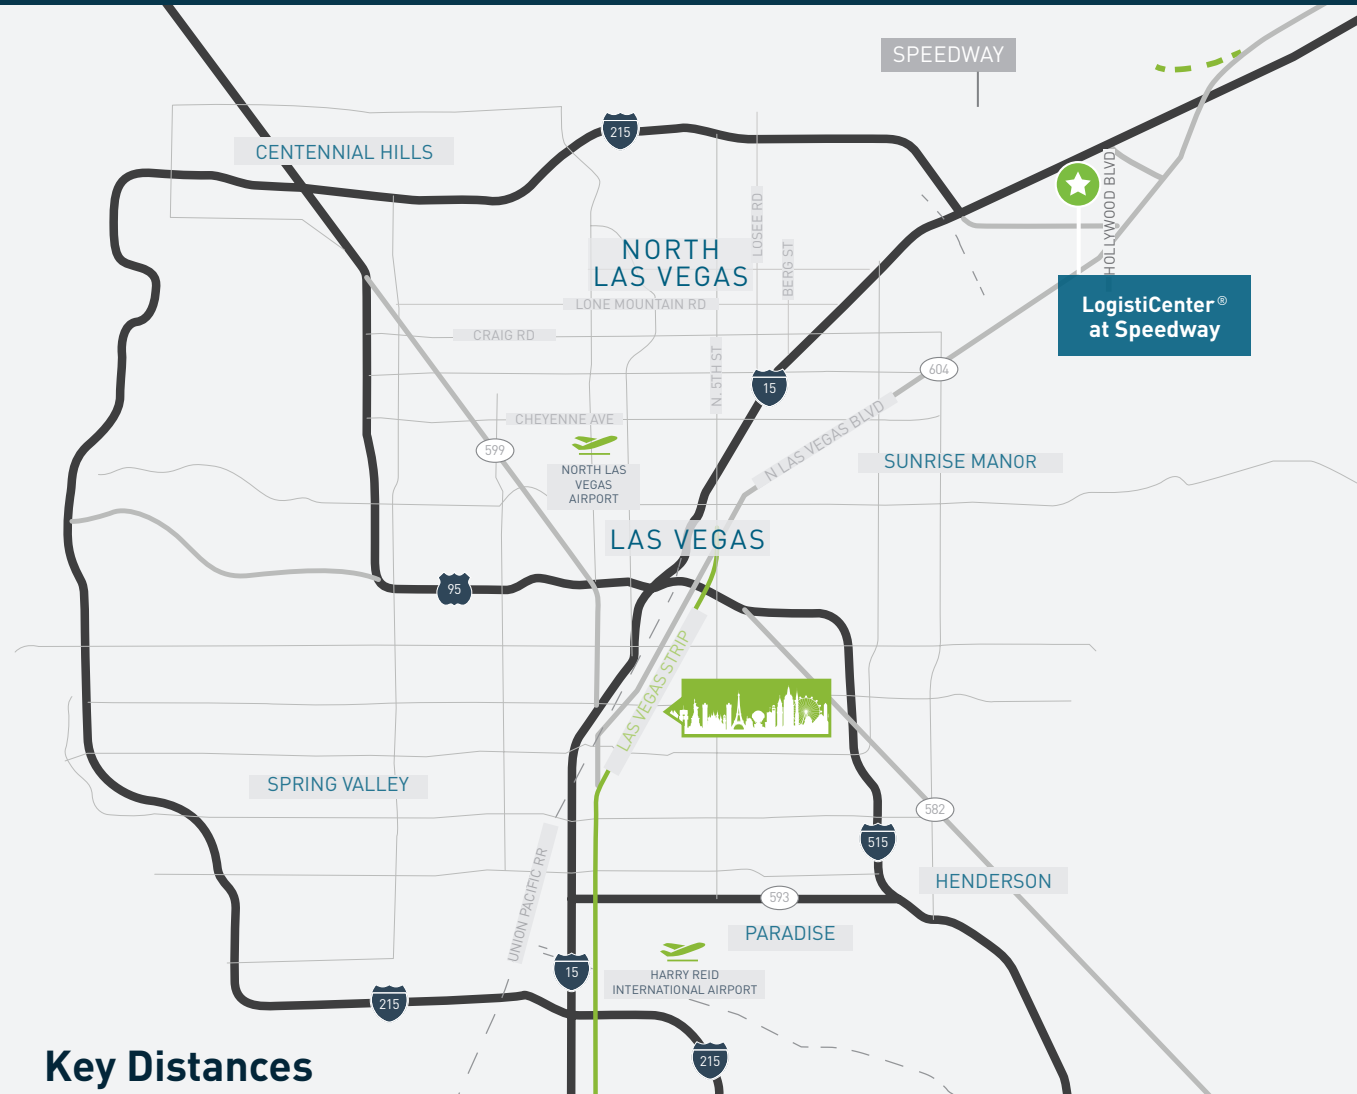 SPEEDWAY
215
CENTENNIAL HILLS
HOLLYWOOD BLVD
LOSEE RD
NORTH
LAS VEGAS
BERG ST
LONE MOUNTAIN RD
LogistiCenter®
at Speedway
CRAIG RD
N. 5TH ST
604
15
CHEYENNE AVE
N LAS VEGAS BLVD
599
SUNRISE MANOR
NORTH LAS
VEGAS
AIRPORT
LAS VEGAS
95
LAS VEGAS STRIP
SPRING VALLEY
582
515
HENDERSON
593
UNION PACIFIC RR
PARADISE
15
HARRY REID
INTERNATIONAL AIRPORT
215
215
Key Distances